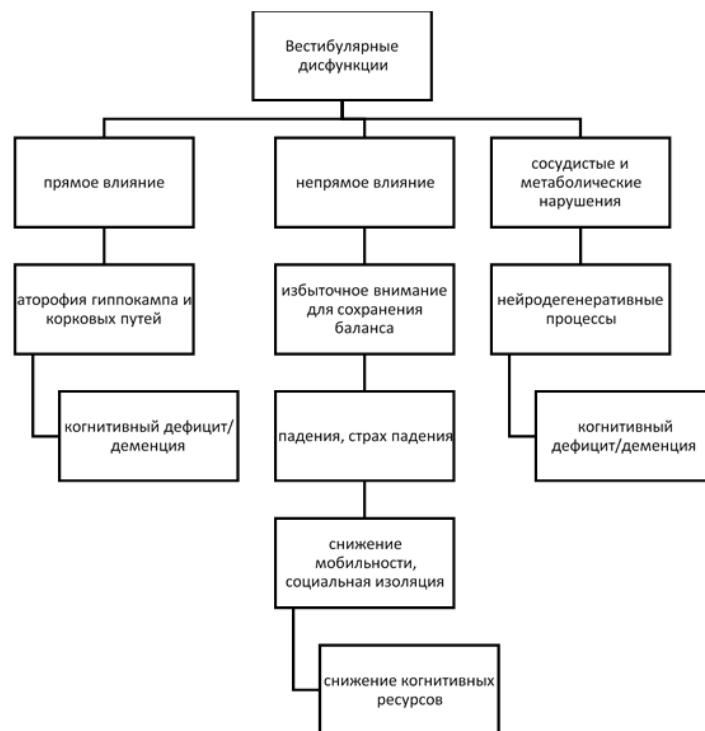 Вестибулярные
дисфункции
прямое влияние
непрямое влияние
сосудистые и
метаболические
нарушения
аторофия гиппокампа и
корковых путей
избыточное внимание
для сохранения
баланса
нейродегенеративные
процессы
когнитивный дефицит/
деменция
падения, страх падения
когнитивный
дефицит/деменция
снижение
мобильности,
социальная изоляция
снижение когнитивных
ресурсов